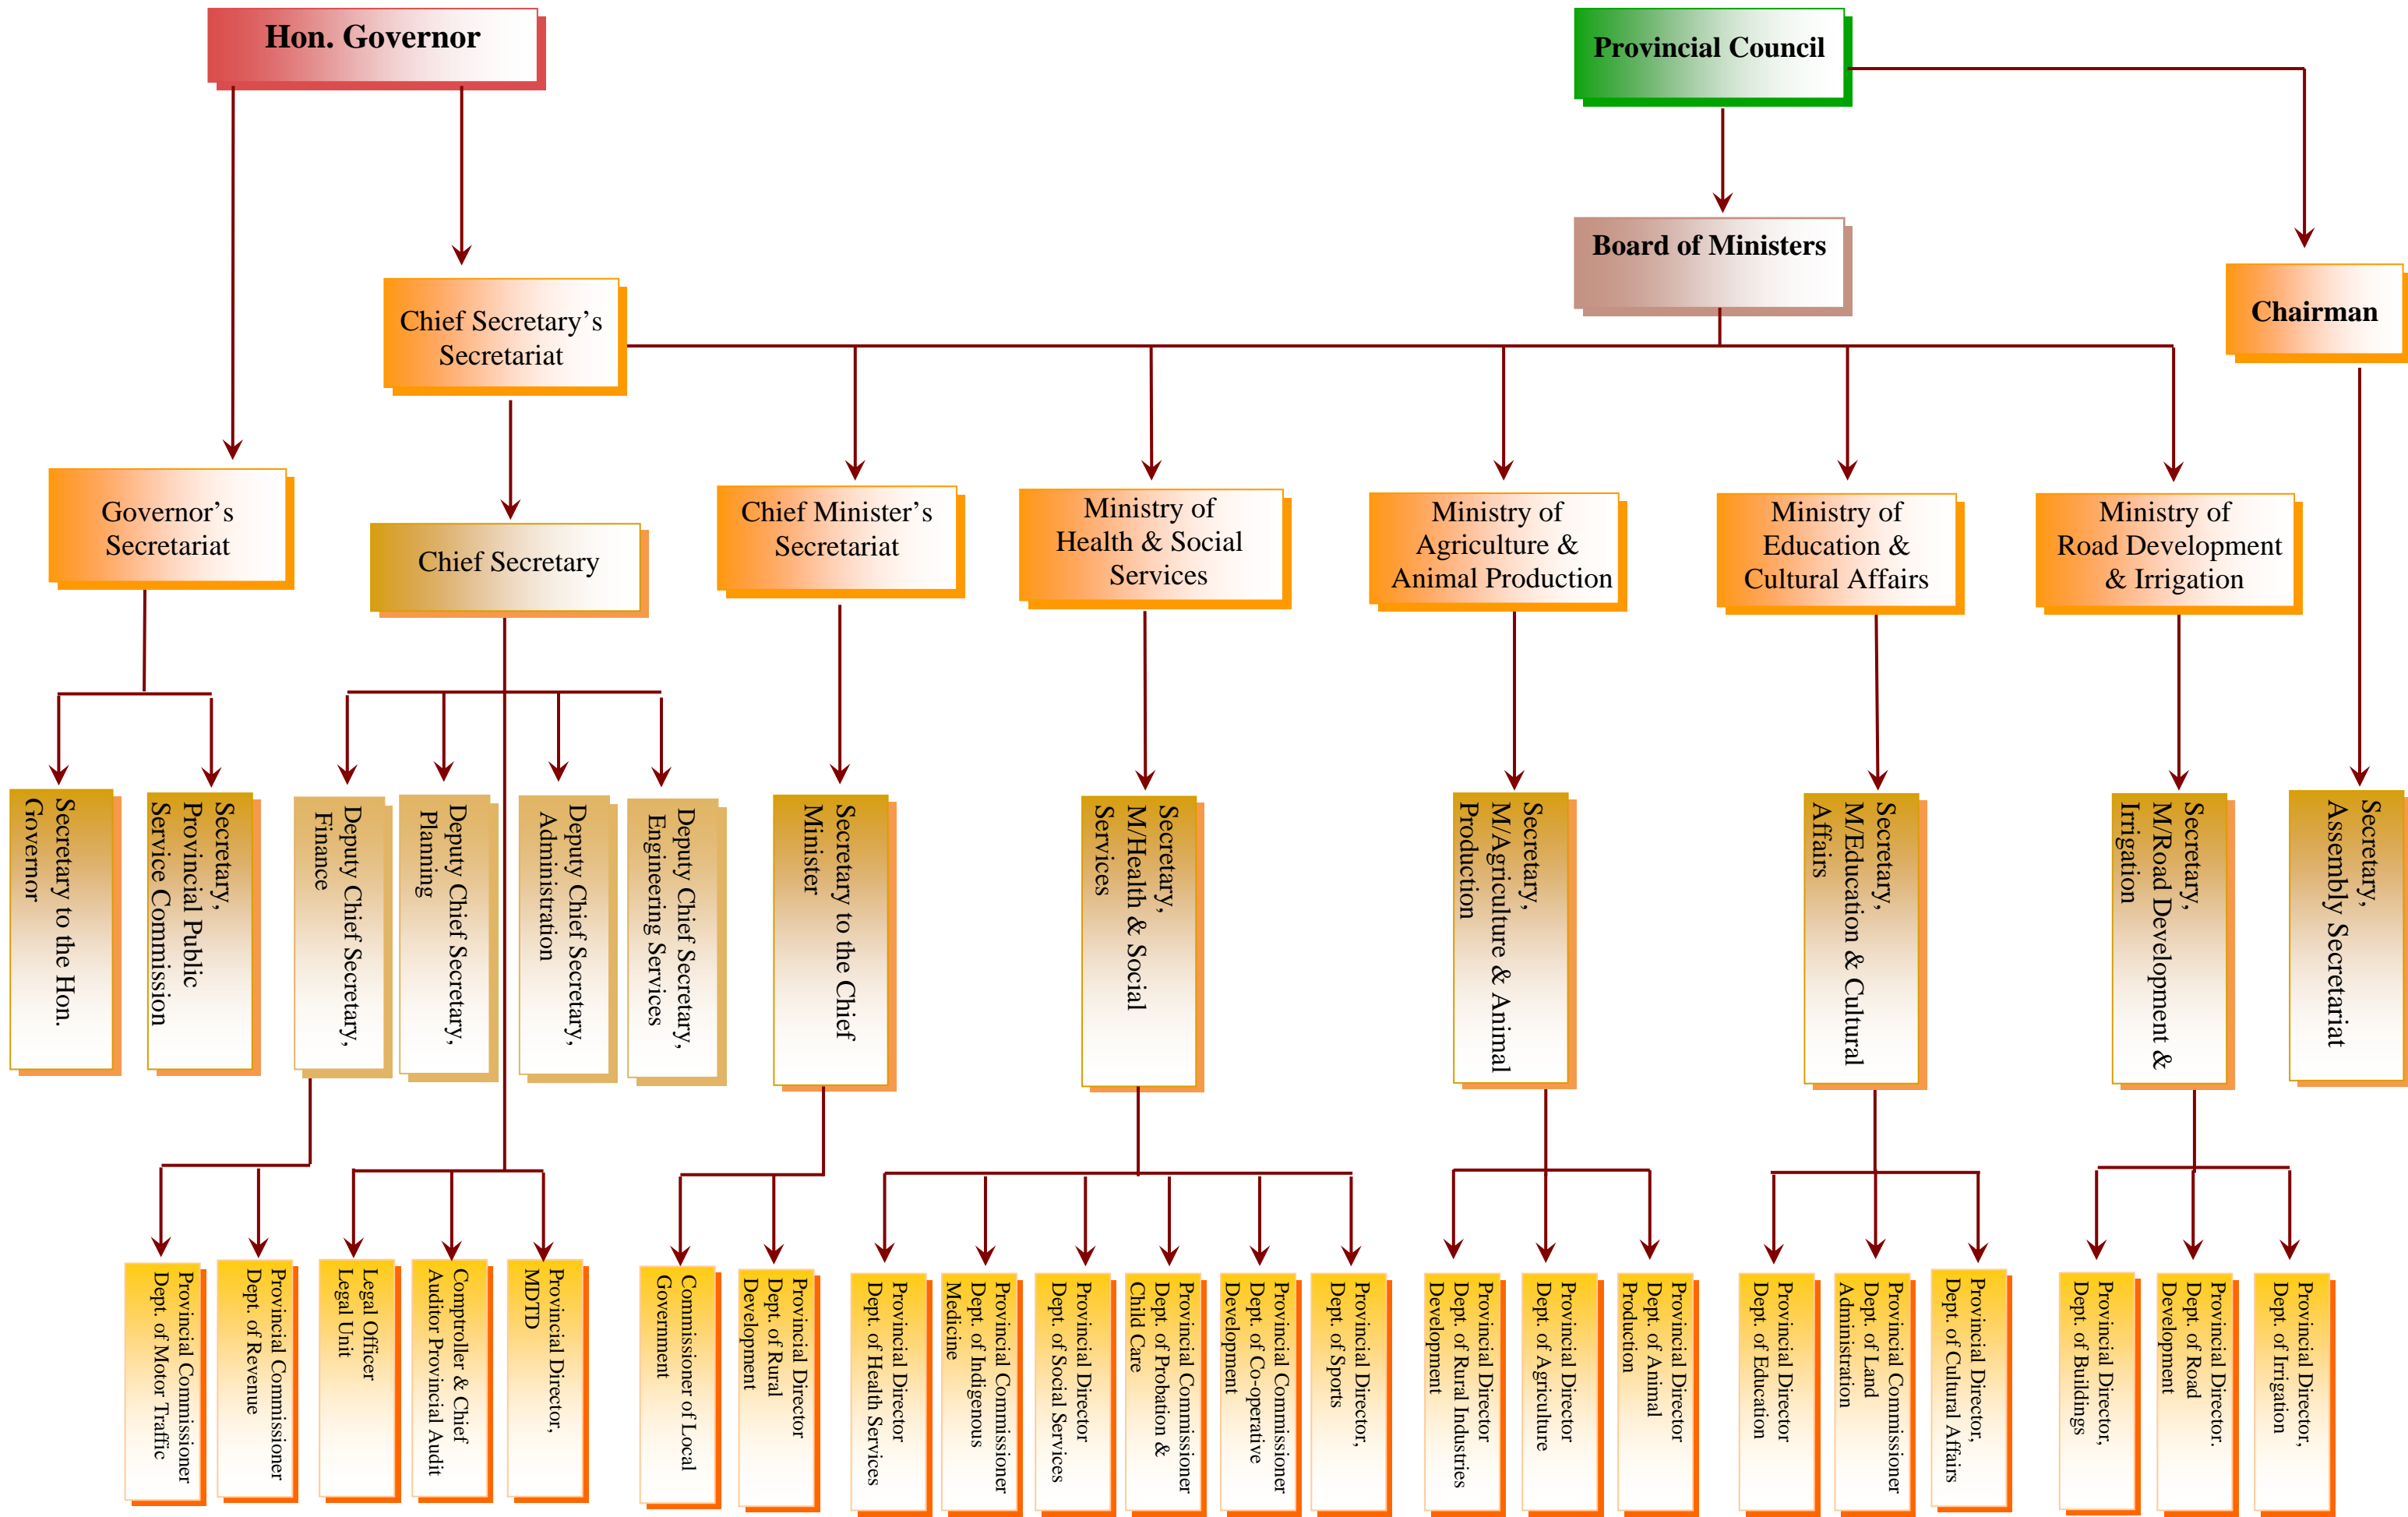 Hon. Governor
Provincial Council
Board of Ministers
Chairman
Chief Secretary’s
Secretariat
Governor’s
Secretariat
Chief Secretary
Chief Minister’s
Secretariat
Ministry of
Health & Social
Services
Ministry of
Agriculture &
Animal Production
Ministry of
Education &
Cultural Affairs
Ministry of
Road Development
& Irrigation
Secretary to the Hon.
Governor
Secretary,
Provincial Public
Service Commission
Deputy Chief Secretary,
Finance
Deputy Chief Secretary,
Planning
Deputy Chief Secretary,
Administration
Deputy Chief Secretary,
Engineering Services
Secretary to the Chief
Minister
Secretary,
M/Health & Social
Services
Secretary,
M/Agriculture & Animal
Production
Secretary,
M/Education & Cultural
Affairs
Secretary,
M/Road Development &
Irrigation
Secretary,
Assembly Secretariat
Provincial Commissioner
Dept. of Motor Traffic
Provincial Commissioner
Dept. of Revenue
Legal Officer
Legal Unit
Comptroller & Chief
Auditor Provincial Audit
Provincial Director,
MDTD
Commissioner of Local
Government
Provincial Director
Dept. of Rural
Development
Provincial Director
Dept. of Health Services
Provincial Commissioner
Dept. of Indigenous
Medicine
Provincial Director
Dept. of Social Services
Provincial Commissioner
Dept. of Probation &
Child Care
Provincial Commissioner
Dept. of Co-operative
Development
Provincial Director,
Dept. of Sports
Provincial Director
Dept. of Rural Industries
Development
Provincial Director
Dept. of Agriculture
Provincial Director
Dept. of Animal
Production
Provincial Director
Dept. of Education
Provincial Commissioner
Dept. of Land
Administration
Provincial Director,
Dept. of Cultural Affairs
Provincial Director,
Dept. of Buildings
Provincial Director.
Dept. of Road
Development
Provincial Director,
Dept. of Irrigation